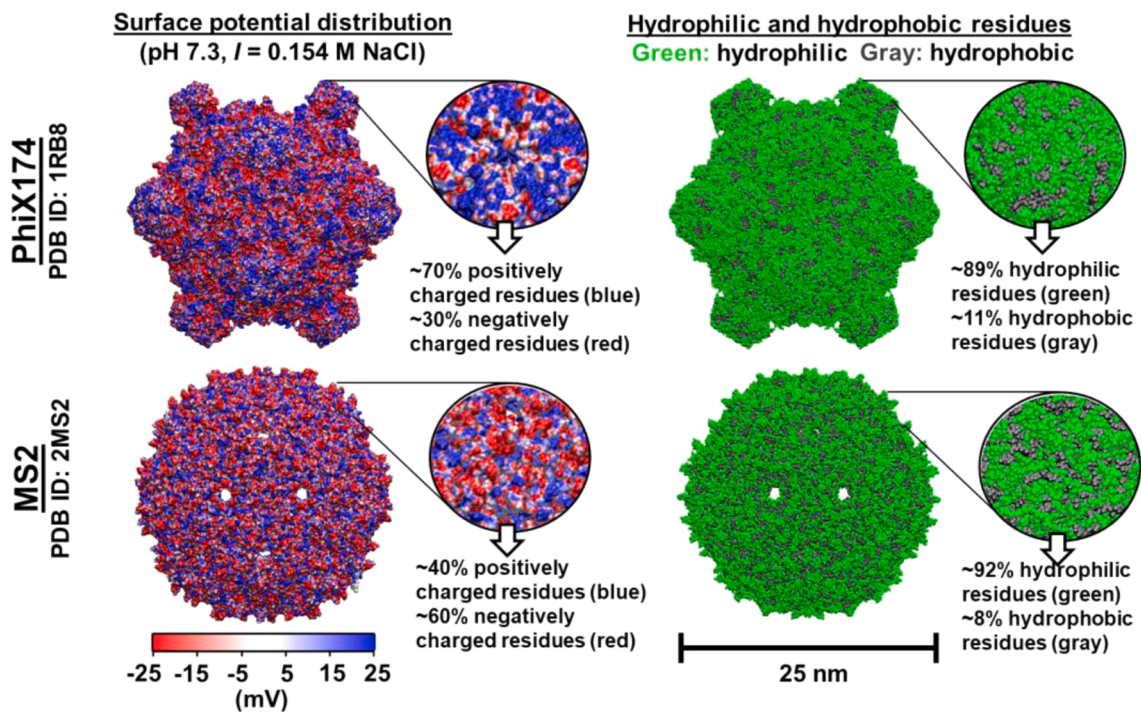 Surface potential distribution
(pH 7.3, I = 0.154 M NaCl)
Hydrophilic and hydrophobic residues
Green: hydrophilic Gray: hydrophobic
PhiX174
PDB ID: 1RB8
~70% positively
charged residues (blue)
~30% negatively
charged residues (red)
~89% hydrophilic
residues (green)
~11% hydrophobic
residues (gray)
MS2
PDB ID: 2MS2
~40% positively
charged residues (blue)
~60% negatively
charged residues (red)
~92% hydrophilic
residues (green)
~8% hydrophobic
residues (gray)
-25 -15 -5 5 15 25
(mV)
25 nm